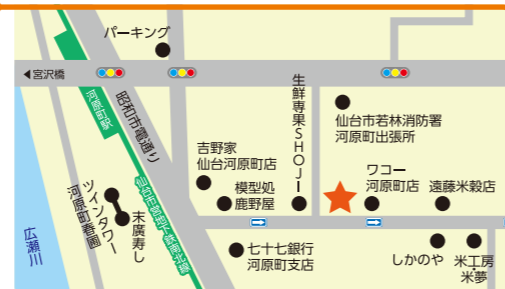 パーキング
◀宮沢橋
河原町駅
昭和市電通り
生鮮専果SHOJI
仙台市若林消防署
河原町出張所
吉野家
仙台河原町店
模型処
鹿野屋
ワコー
河原町店
遠藤米穀店
ツインタワー
河原町壱園
末廣寿し
仙台市営地下鉄南北線
広瀬川
七十七銀行
河原町支店
しかのや
米工房
米夢